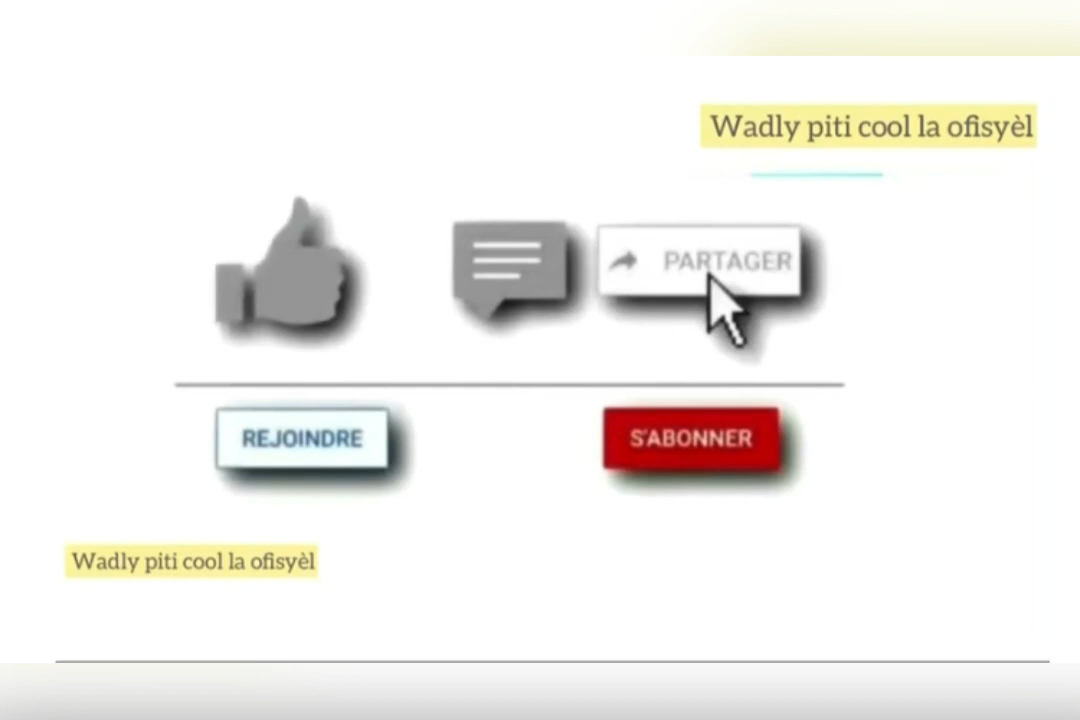 Wadly piti cool la ofisyèl
PARTAGER
REJOINDRE
S'ABONNER
Wadly piti cool la ofisyèl